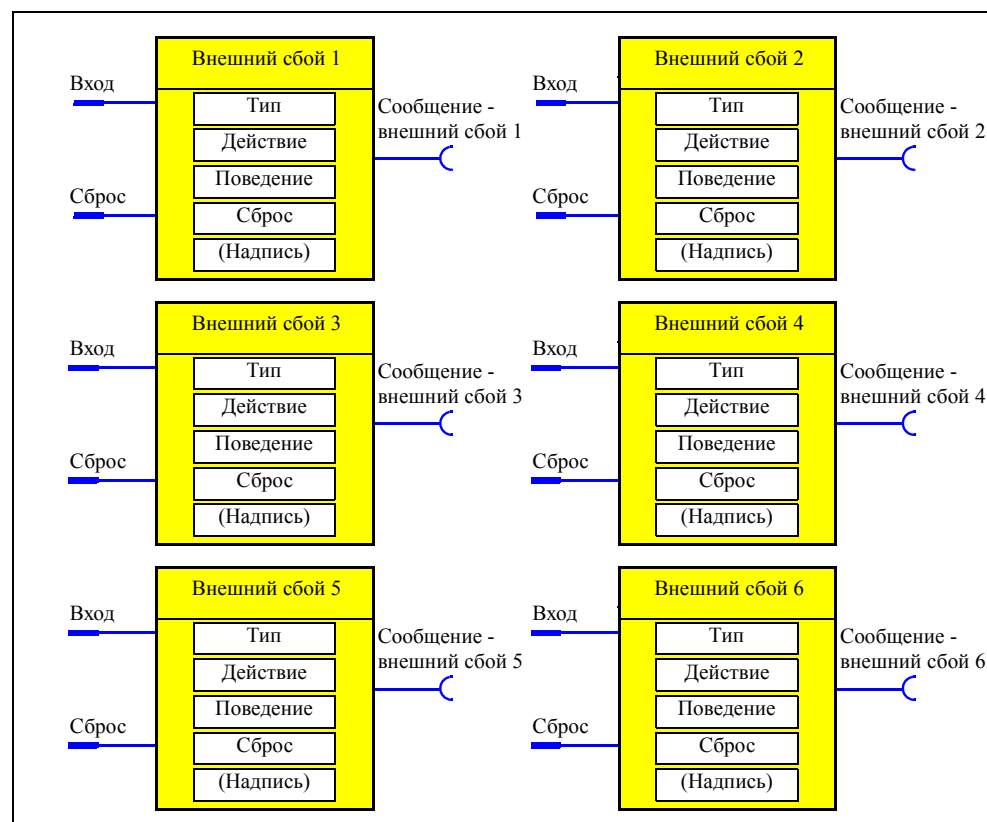 Внешний сбой 1
Вход
Тип
Действие
Поведение
Сброс
Сброс
(Надпись)
Сообщение -
внешний сбой 1
Внешний сбой 2
Вход
Тип
Действие
Поведение
Сброс
Сброс
(Надпись)
Сообщение -
внешний сбой 2
Внешний сбой 3
Вход
Тип
Действие
Поведение
Сброс
Сброс
(Надпись)
Сообщение -
внешний сбой 3
Внешний сбой 4
Вход
Тип
Действие
Поведение
Сброс
Сброс
(Надпись)
Сообщение -
внешний сбой 4
Внешний сбой 5
Вход
Тип
Действие
Поведение
Сброс
Сброс
(Надпись)
Сообщение -
внешний сбой 5
Внешний сбой 6
Вход
Тип
Действие
Поведение
Сброс
Сброс
(Надпись)
Сообщение -
внешний сбой 6